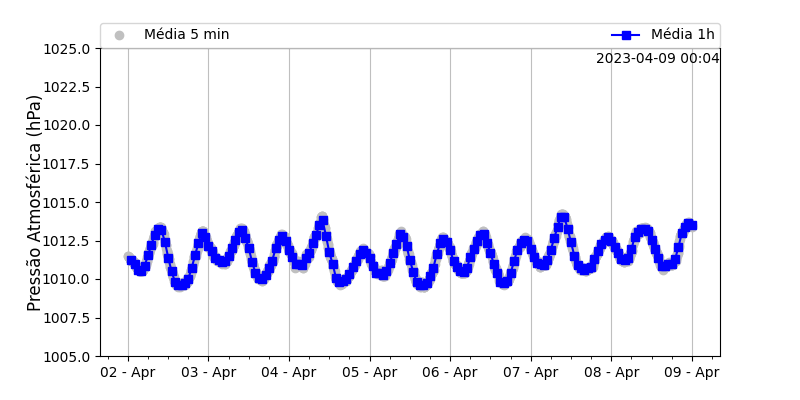 Média 5 min
Média 1h
2023-04-09 00:04
Pressão Atmosférica (hPa)
1025.0
1022.5
1020.0
1017.5
1015.0
1012.5
1010.0
1007.5
1005.0
02 - Apr
03 - Apr
04 - Apr
05 - Apr
06 - Apr
07 - Apr
08 - Apr
09 - Apr